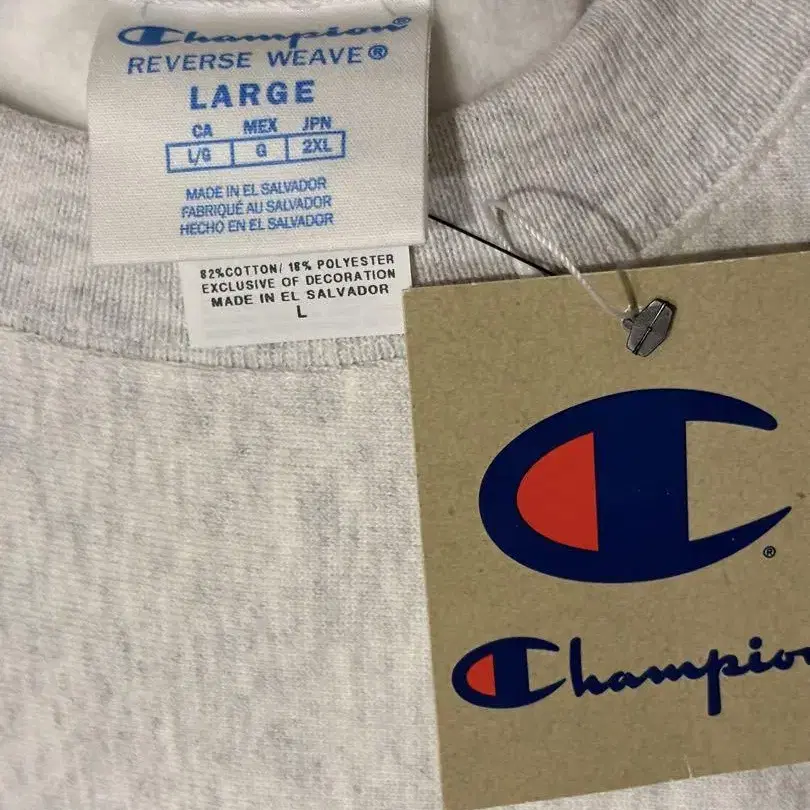 Champion®
REVERSE WEAVE®
LARGE
CA MEX JPN
L/G G 2XL
MADE IN EL SALVADOR
FABRIQUÉ AU SALVADOR
HECHO EN EL SALVADOR
82%COTTON/ 18% POLYESTER
EXCLUSIVE OF DECORATION
MADE IN EL SALVADOR
L
®
Champion